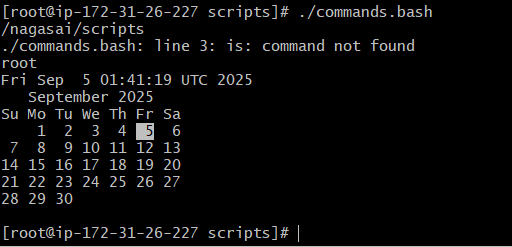 [root@ip-172-31-26-227 scripts]# ./commands.bash
/nagasai/scripts
./commands.bash: line 3: is: command not found
root
Fri Sep  5 01:41:19 UTC 2025
   September 2025
Su Mo Tu We Th Fr Sa
    1  2  3  4  5  6
 7  8  9 10 11 12 13
14 15 16 17 18 19 20
21 22 23 24 25 26 27
28 29 30
[root@ip-172-31-26-227 scripts]#